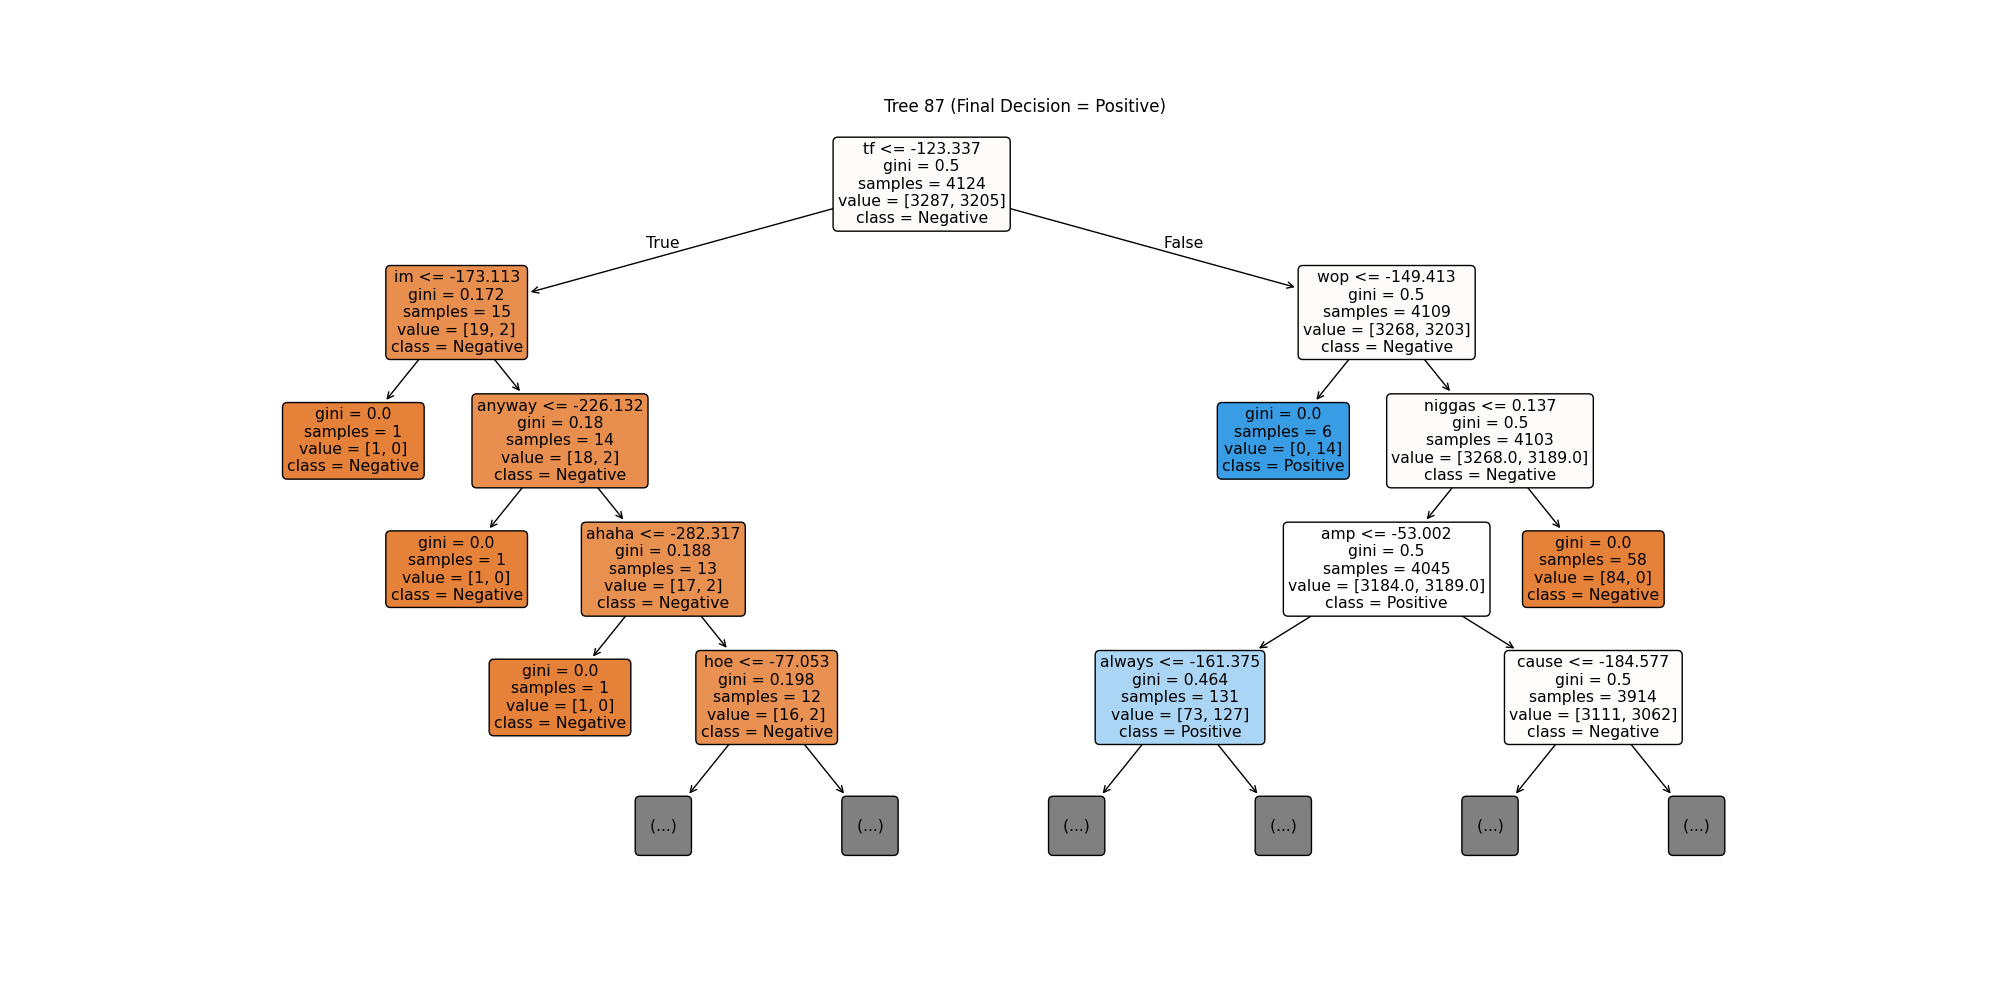 Tree 87 (Final Decision = Positive)
tf <= -123.337
gini = 0.5
samples = 4124
value = [3287, 3205]
class = Negative
True
False
im <= -173.113
gini = 0.172
samples = 15
value = [19, 2]
class = Negative
wop <= -149.413
gini = 0.5
samples = 4109
value = [3268, 3203]
class = Negative
gini = 0.0
samples = 1
value = [1, 0]
class = Negative
anyway <= -226.132
gini = 0.18
samples = 14
value = [18, 2]
class = Negative
gini = 0.0
samples = 6
value = [0, 14]
class = Positive
niggas <= 0.137
gini = 0.5
samples = 4103
value = [3268.0, 3189.0]
class = Negative
gini = 0.0
samples = 1
value = [1, 0]
class = Negative
ahaha <= -282.317
gini = 0.188
samples = 13
value = [17, 2]
class = Negative
amp <= -53.002
gini = 0.5
samples = 4045
value = [3184.0, 3189.0]
class = Positive
gini = 0.0
samples = 58
value = [84, 0]
class = Negative
gini = 0.0
samples = 1
value = [1, 0]
class = Negative
hoe <= -77.053
gini = 0.198
samples = 12
value = [16, 2]
class = Negative
always <= -161.375
gini = 0.464
samples = 131
value = [73, 127]
class = Positive
cause <= -184.577
gini = 0.5
samples = 3914
value = [3111, 3062]
class = Negative
(...)
(...)
(...)
(...)
(...)
(...)